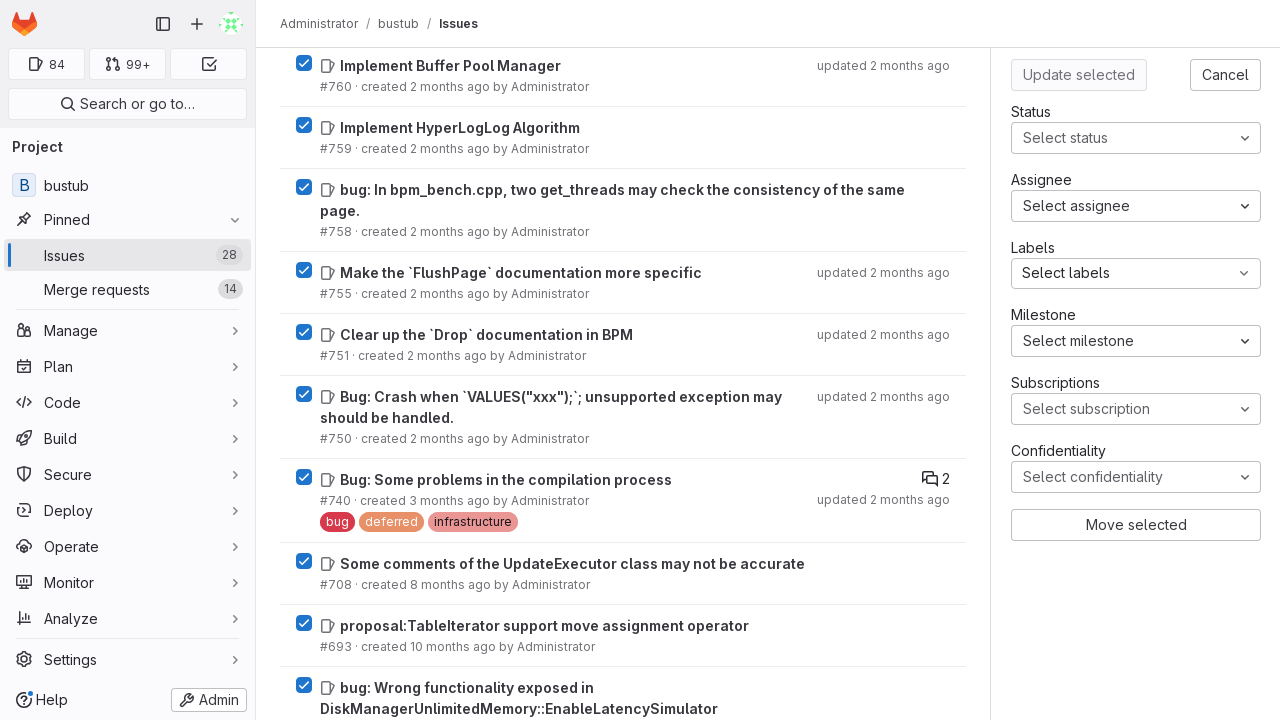 Administrator / bustub / Issues
84
99+
Search or go to…
Project
B bustub
Pinned
Issues 28
Merge requests 14
Manage
Plan
Code
Build
Secure
Deploy
Operate
Monitor
Analyze
Settings
Help
Admin
Implement Buffer Pool Manager
updated 2 months ago
#760 · created 2 months ago by Administrator
Implement HyperLogLog Algorithm
#759 · created 2 months ago by Administrator
bug: In bpm_bench.cpp, two get_threads may check the consistency of the same
page.
#758 · created 2 months ago by Administrator
Make the `FlushPage` documentation more specific
updated 2 months ago
#755 · created 2 months ago by Administrator
Clear up the `Drop` documentation in BPM
updated 2 months ago
#751 · created 2 months ago by Administrator
Bug: Crash when `VALUES("xxx");`; unsupported exception may
should be handled.
updated 2 months ago
#750 · created 2 months ago by Administrator
Bug: Some problems in the compilation process
2
#740 · created 3 months ago by Administrator
updated 2 months ago
bug deferred infrastructure
Some comments of the UpdateExecutor class may not be accurate
#708 · created 8 months ago by Administrator
proposal:TableIterator support move assignment operator
#693 · created 10 months ago by Administrator
bug: Wrong functionality exposed in
DiskManagerUnlimitedMemory::EnableLatencySimulator
Update selected
Cancel
Status
Select status
Assignee
Select assignee
Labels
Select labels
Milestone
Select milestone
Subscriptions
Select subscription
Confidentiality
Select confidentiality
Move selected